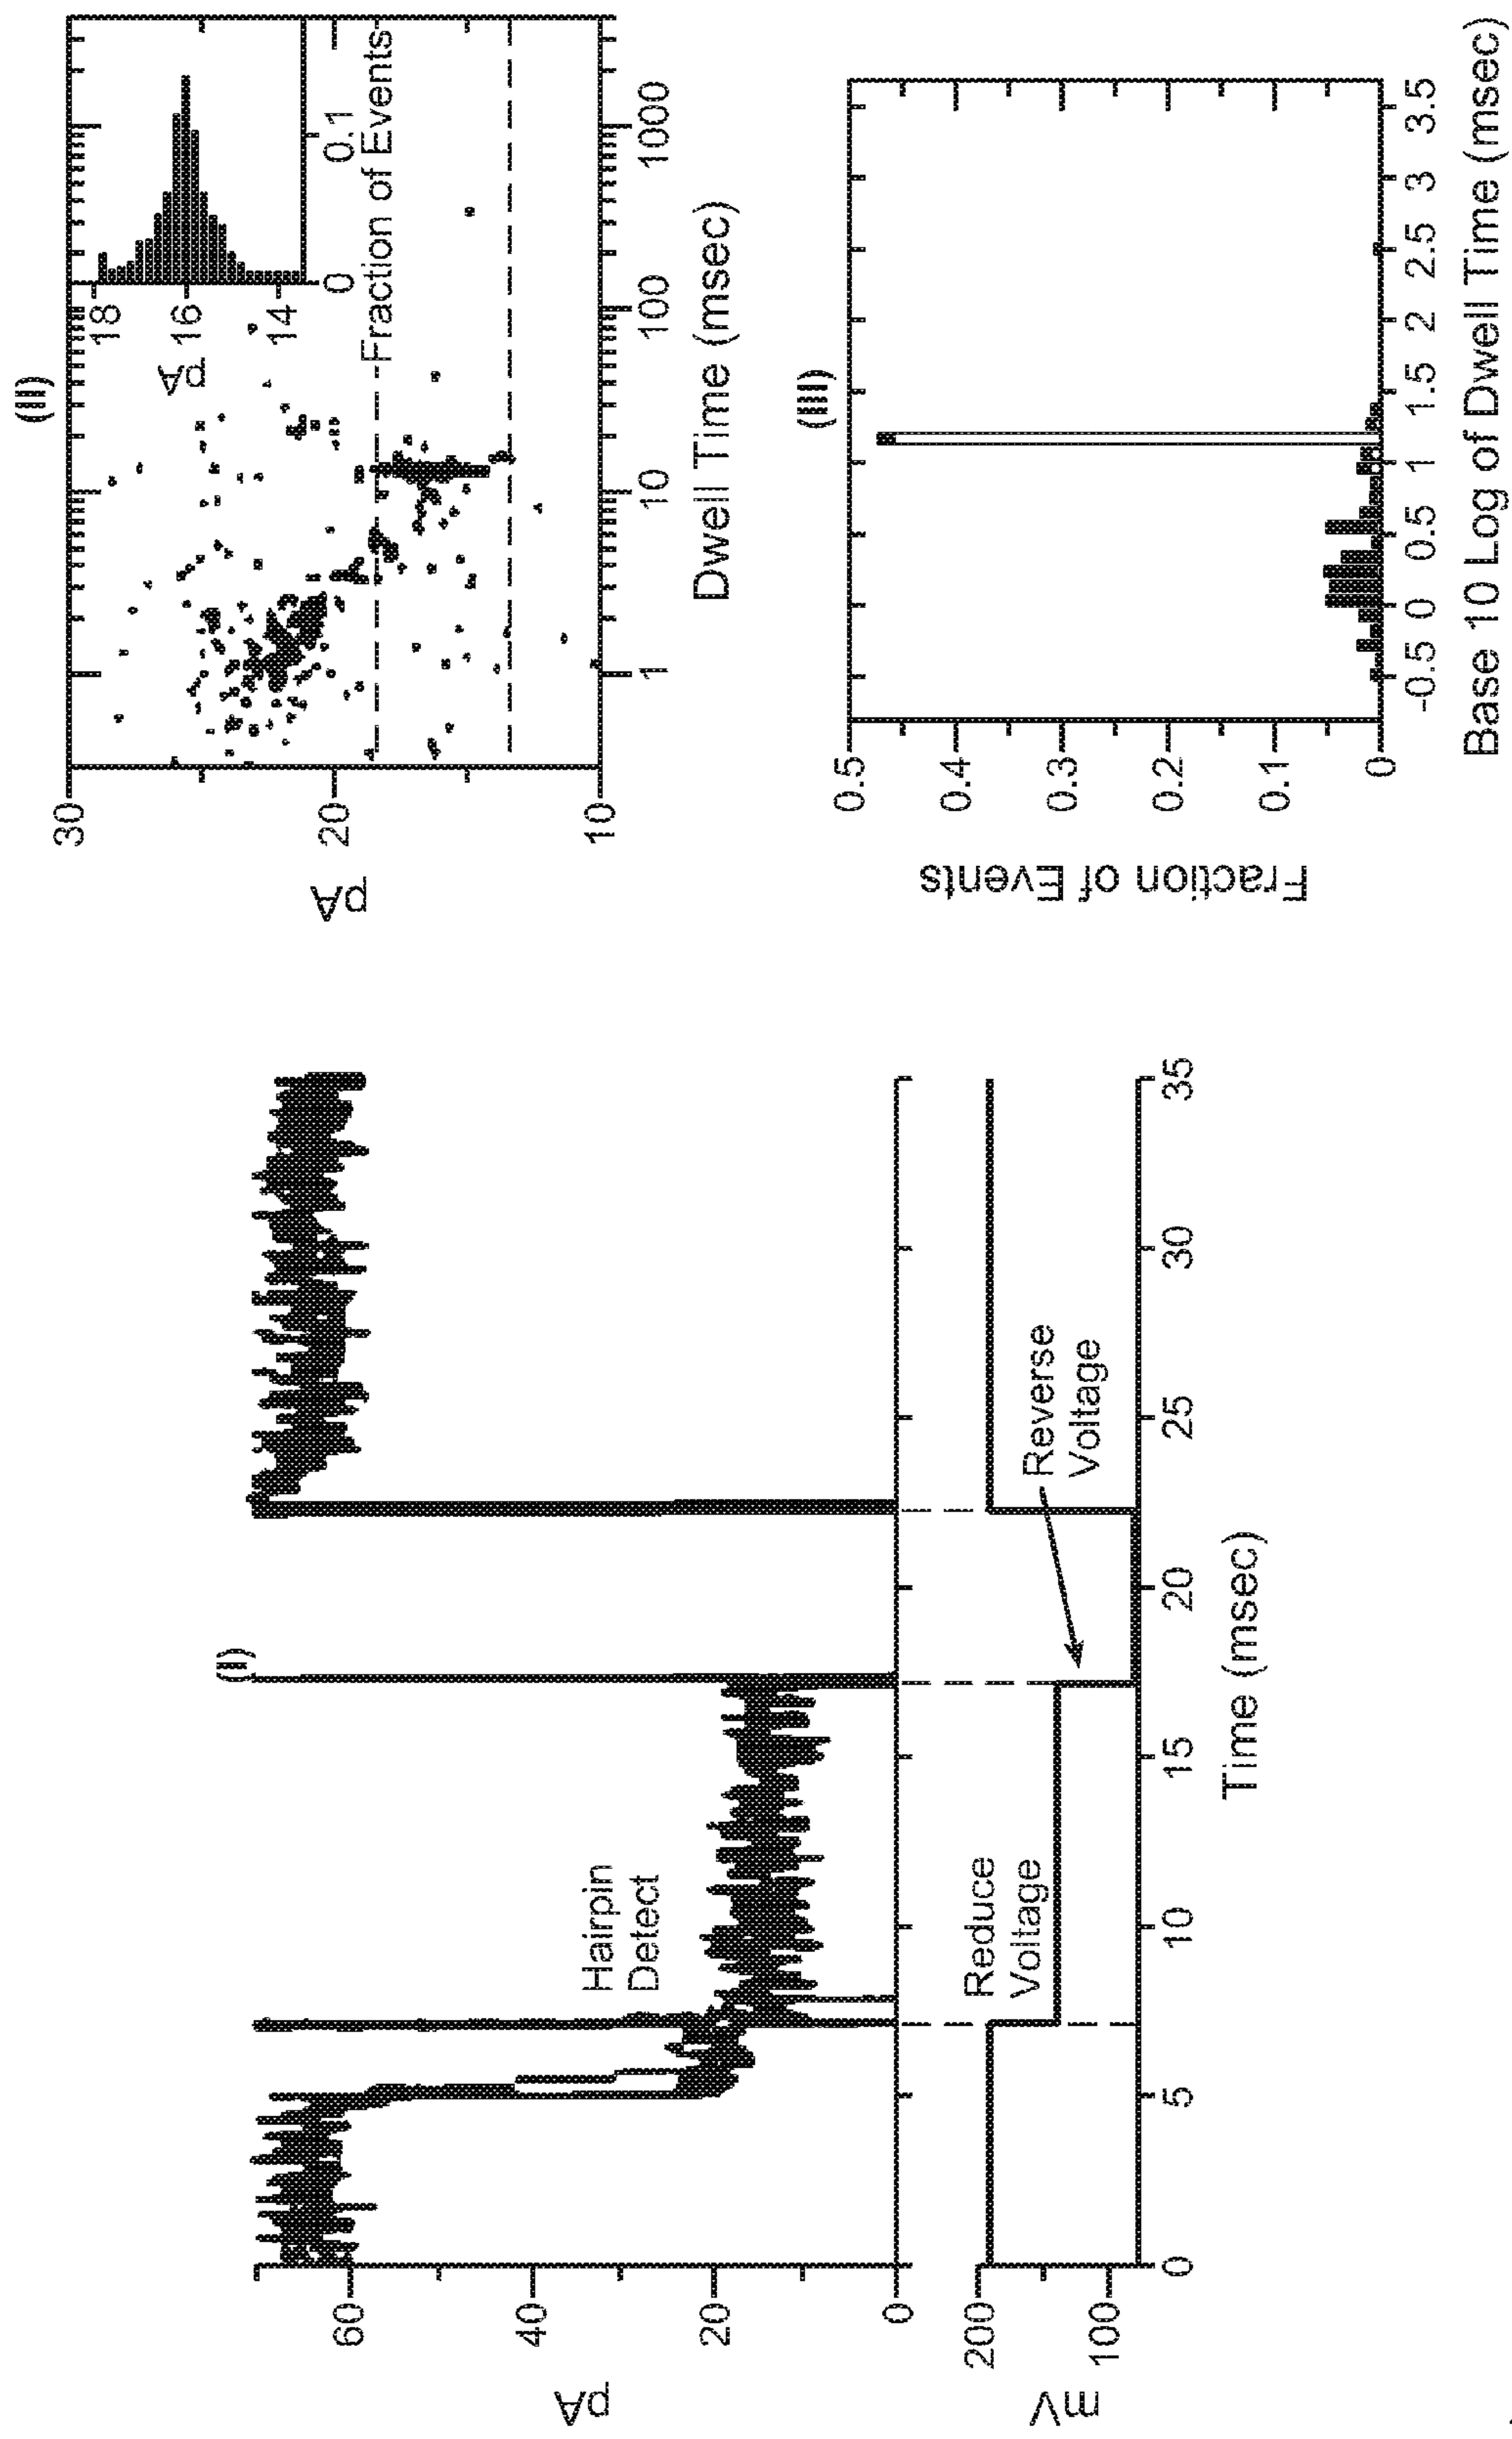 (I)
60
40
20
0
pA
Hairpin
Detect
200
100
mV
Reduce
Voltage
Reverse
Voltage
0
5
10
15
20
25
30
35
Time (msec)
(II)
30
20
10
pA
18
16
14
pA
0
0.1
Fraction of Events
1
10
100
1000
Dwell Time (msec)
(III)
0.5
0.4
0.3
0.2
0.1
0
Fraction of Events
-0.5
0
0.5
1
1.5
2
2.5
3
3.5
Base 10 Log of Dwell Time (msec)